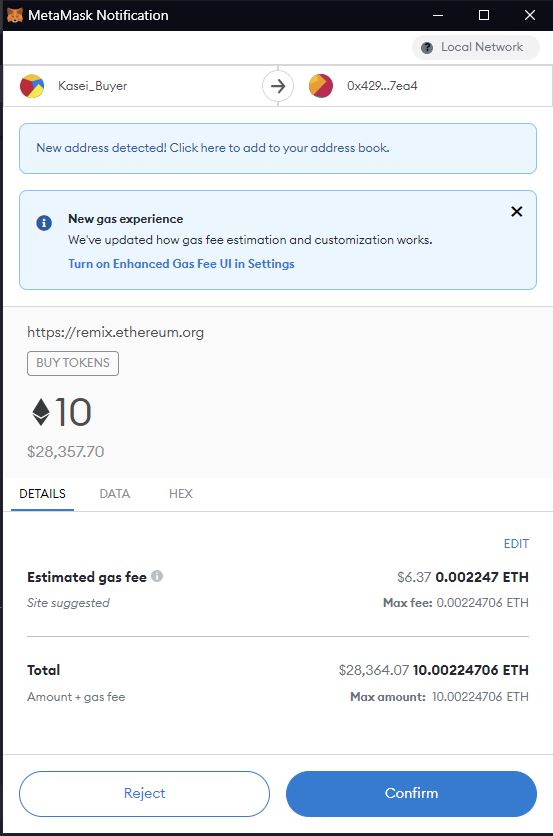 MetaMask Notification
Local Network
Kasei_Buyer
0x429...7ea4
New address detected! Click here to add to your address book.
New gas experience
We've updated how gas fee estimation and customization works.
Turn on Enhanced Gas Fee UI in Settings
https://remix.ethereum.org
BUY TOKENS
10
$28,357.70
DETAILS DATA HEX
EDIT
Estimated gas fee $6.37 0.002247 ETH
Site suggested Max fee: 0.00224706 ETH
Total $28,364.07 10.00224706 ETH
Amount + gas fee Max amount: 10.00224706 ETH
Reject Confirm